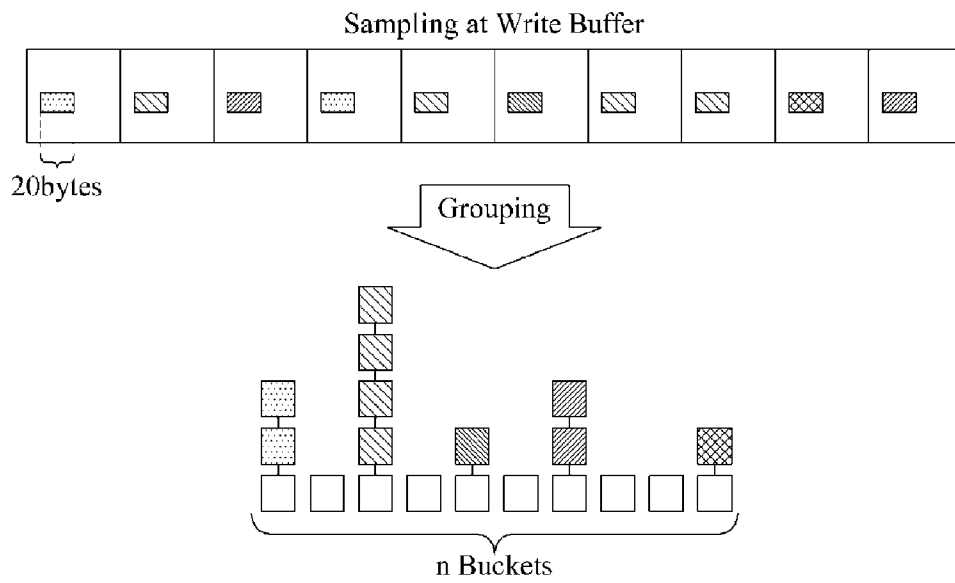 Sampling at Write Buffer
20bytes
Grouping
n Buckets